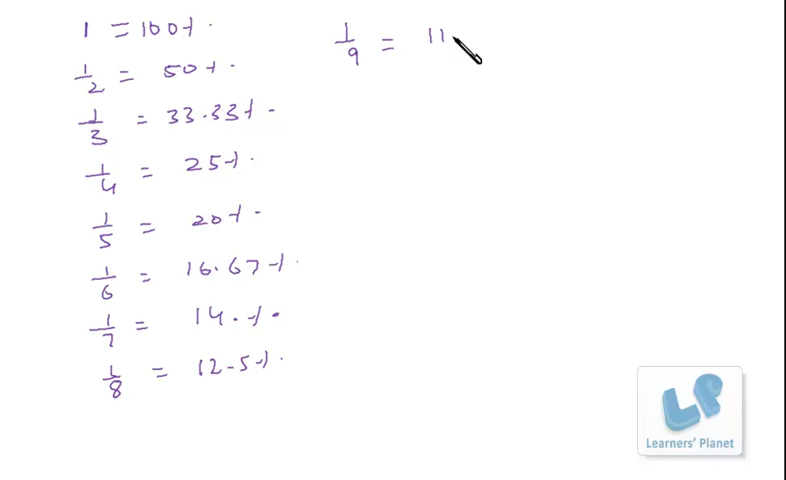 1 = 100%
1/2 = 50%
1/3 = 33.33%
1/4 = 25%
1/5 = 20%
1/6 = 16.67%
1/7 = 14.%
1/8 = 12.5%
1/9 = 11
LP
Learners' Planet